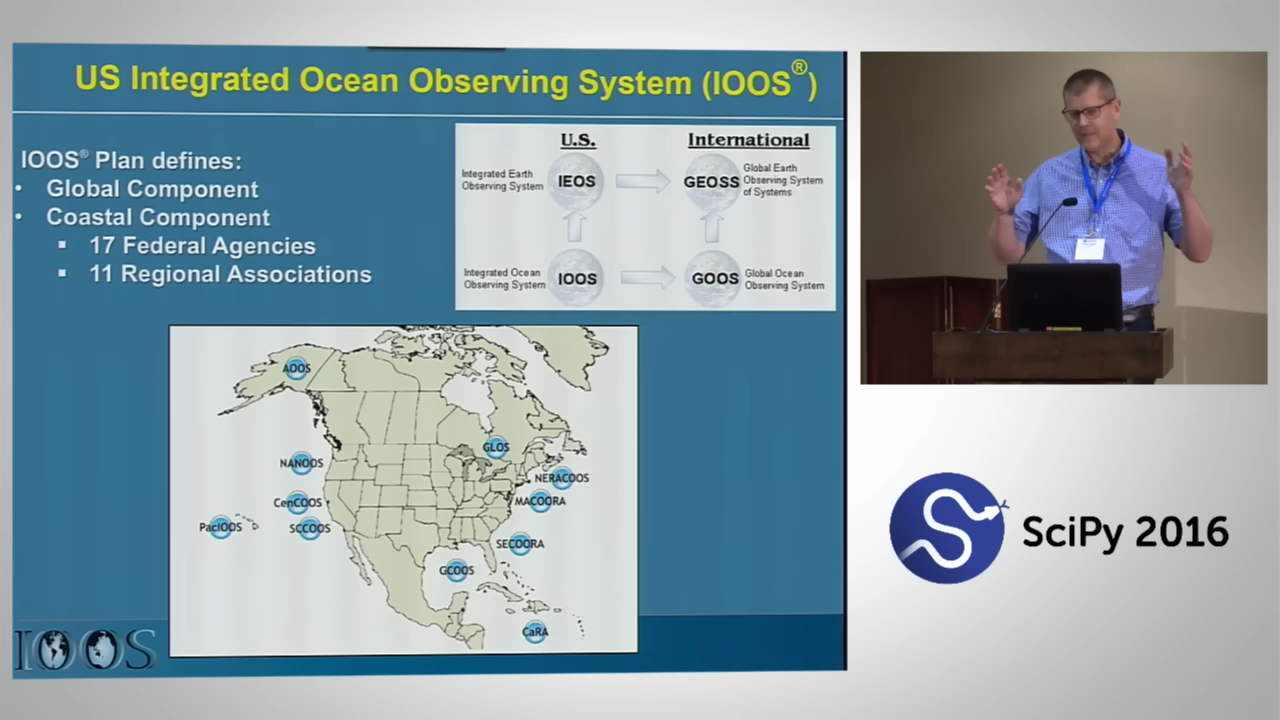 US Integrated Ocean Observing System (IOOS®)
IOOS® Plan defines:
• Global Component
• Coastal Component
▪ 17 Federal Agencies
▪ 11 Regional Associations
U.S.
International
Integrated Earth
Observing System
IEOS
GEOSS
Global Earth
Observing System
of Systems
Integrated Ocean
Observing System
IOOS
GOOS
Global Ocean
Observing System
AOOS
GLOS
NANOOS
NERACOOS
CenCOOS
MACOORA
PacIOOS
SCCOOS
SECOORA
GCOOS
CaRA
IOOS
SciPy 2016